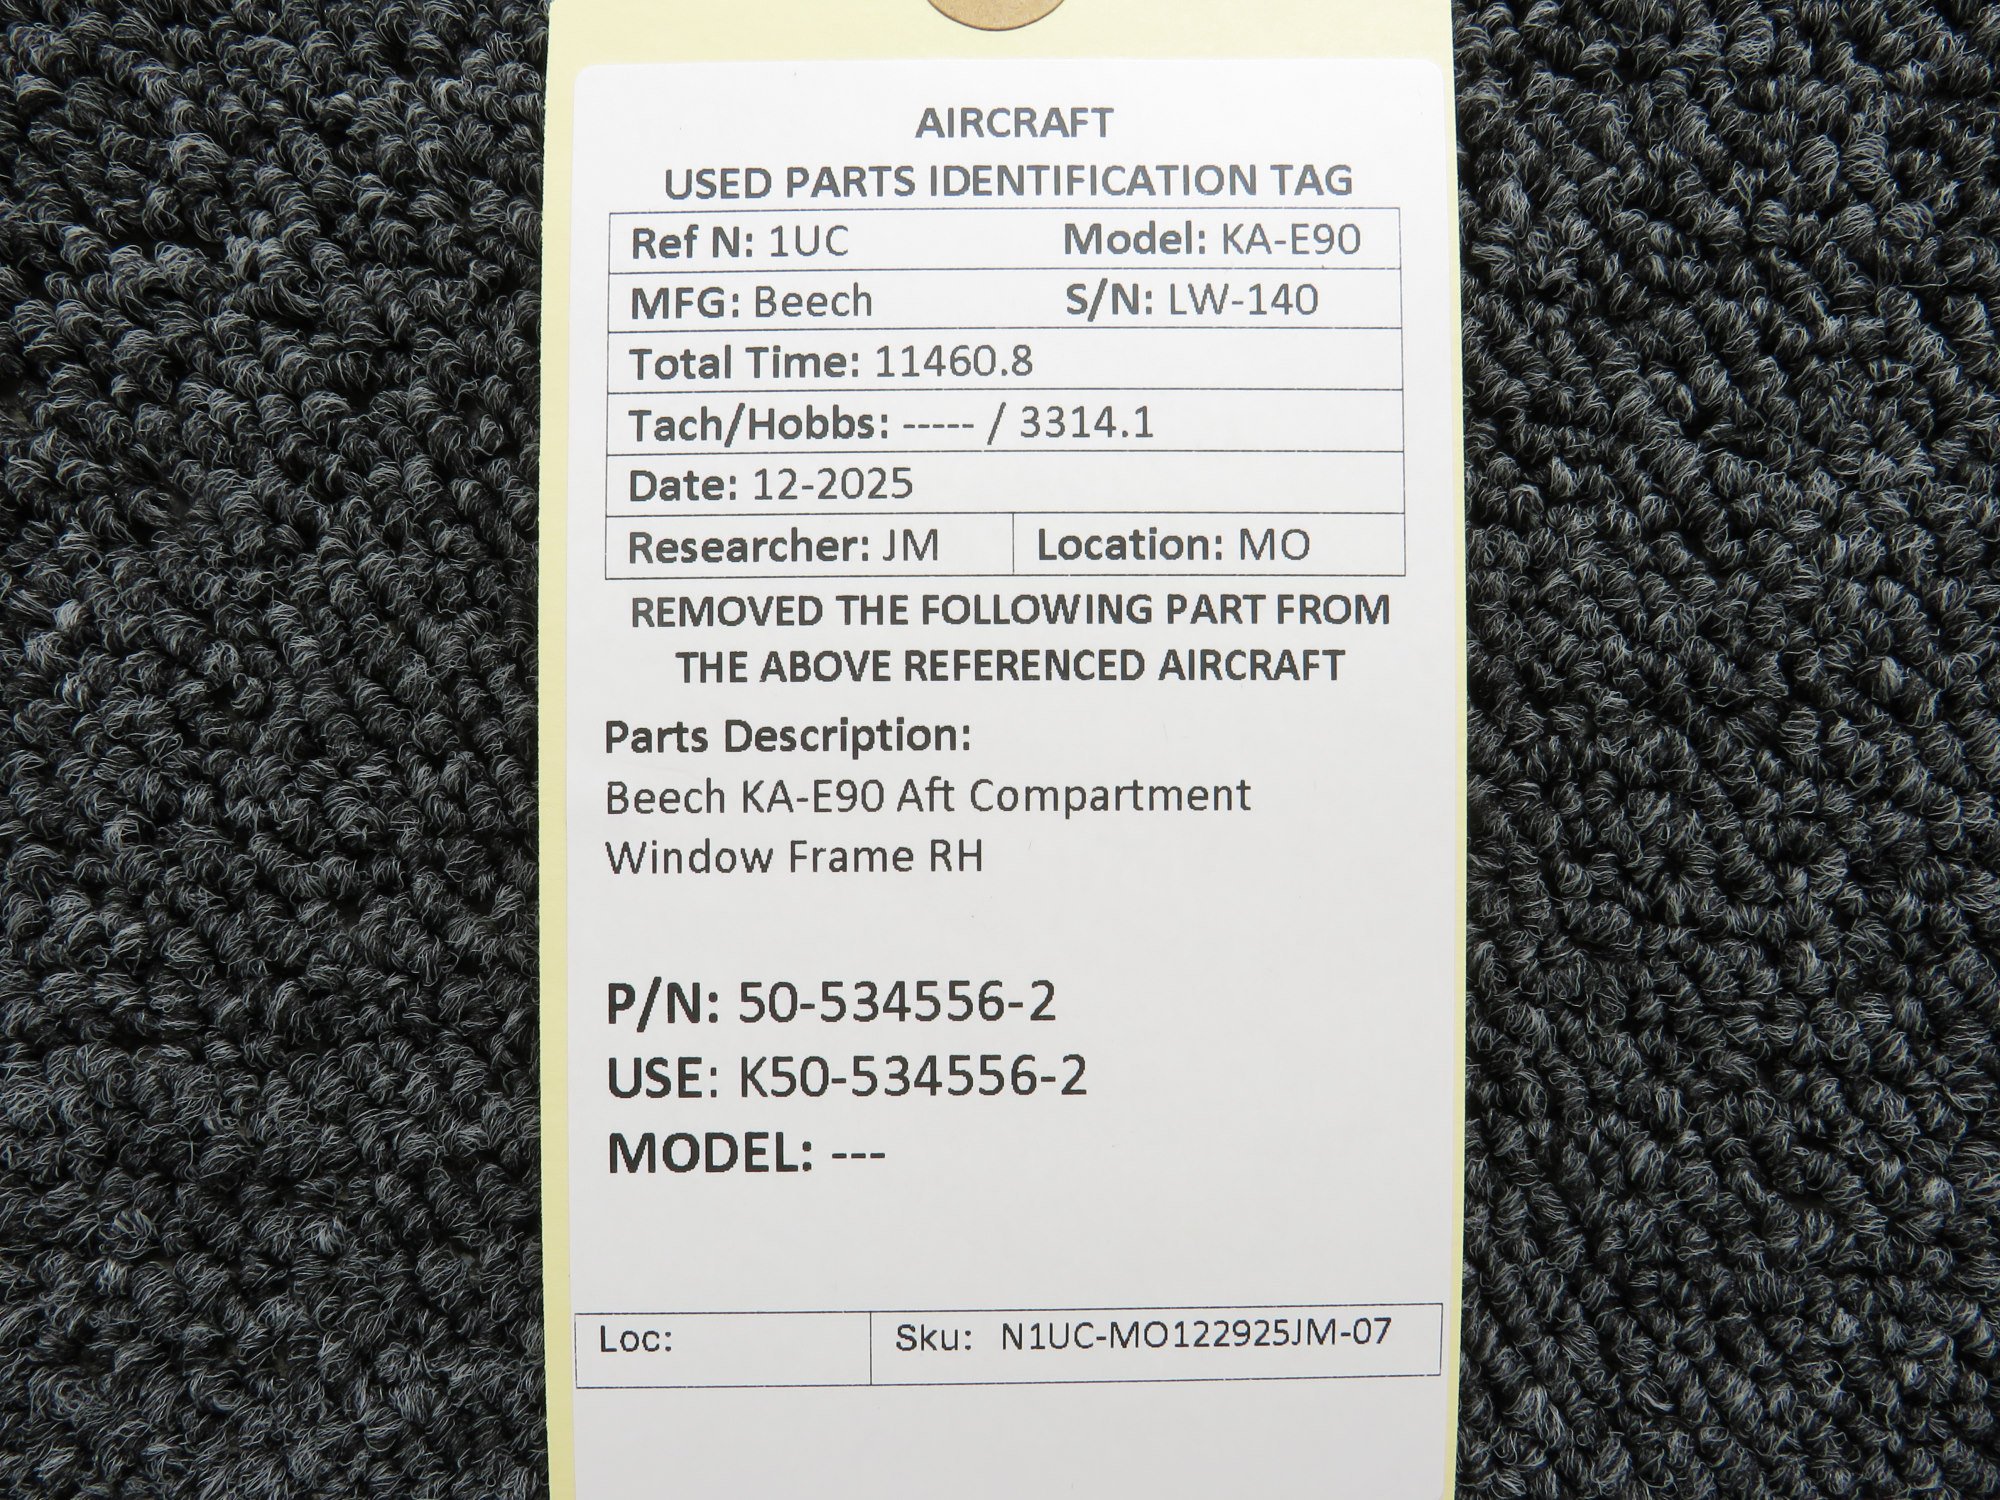 AIRCRAFT
USED PARTS IDENTIFICATION TAG
Ref N: 1UC Model: KA-E90
MFG: Beech S/N: LW-140
Total Time: 11460.8
Tach/Hobbs: ----- / 3314.1
Date: 12-2025
Researcher: JM Location: MO
REMOVED THE FOLLOWING PART FROM
THE ABOVE REFERENCED AIRCRAFT
Parts Description:
Beech KA-E90 Aft Compartment
Window Frame RH
P/N: 50-534556-2
USE: K50-534556-2
MODEL: ---
Loc: Sku: N1UC-MO122925JM-07